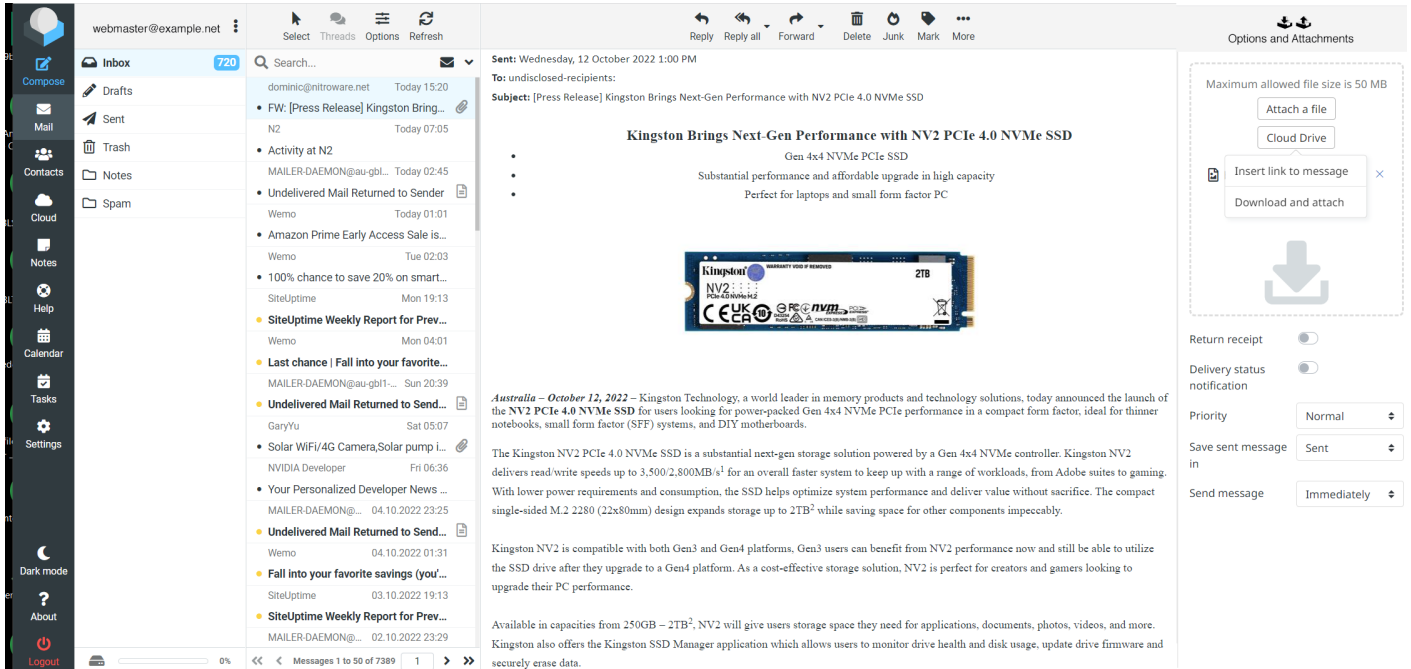 webmaster@example.net
Compose
Mail
Contacts
Cloud
Notes
Help
Calendar
Tasks
Settings
Dark mode
About
Logout
Inbox 720
Drafts
Sent
Trash
Notes
Spam
0%
Select Threads Options Refresh
Search...
dominic@nitroware.net Today 15:20
FW: [Press Release] Kingston Bring...
N2 Today 07:05
Activity at N2
MAILER-DAEMON@au-gbl... Today 02:45
Undelivered Mail Returned to Sender
Wemo Today 01:01
Amazon Prime Early Access Sale is...
Wemo Tue 02:03
100% chance to save 20% on smart...
SiteUptime Mon 19:13
SiteUptime Weekly Report for Prev...
Wemo Mon 04:01
Last chance | Fall into your favorite...
MAILER-DAEMON@au-gbl1-... Sun 20:39
Undelivered Mail Returned to Send...
GaryYu Sat 05:07
Solar WiFi/4G Camera,Solar pump i...
NVIDIA Developer Fri 06:36
Your Personalized Developer News ...
MAILER-DAEMON@... 04.10.2022 23:25
Undelivered Mail Returned to Send...
Wemo 04.10.2022 01:31
Fall into your favorite savings (you'...
SiteUptime 03.10.2022 19:13
SiteUptime Weekly Report for Prev...
MAILER-DAEMON@... 02.10.2022 23:29
Messages 1 to 50 of 7389 1
Reply Reply all Forward Delete Junk Mark More
Sent: Wednesday, 12 October 2022 1:00 PM
To: undisclosed-recipients:
Subject: [Press Release] Kingston Brings Next-Gen Performance with NV2 PCIe 4.0 NVMe SSD
Kingston Brings Next-Gen Performance with NV2 PCIe 4.0 NVMe SSD
• Gen 4x4 NVMe PCIe SSD
• Substantial performance and affordable upgrade in high capacity
• Perfect for laptops and small form factor PC
Kingston WARRANTY VOID IF REMOVED 2TB
NV2
PCIe 4.0 NVMe M.2
nvm
Australia – October 12, 2022 – Kingston Technology, a world leader in memory products and technology solutions, today announced the launch of
the NV2 PCIe 4.0 NVMe SSD for users looking for power-packed Gen 4x4 NVMe PCIe performance in a compact form factor, ideal for thinner
notebooks, small form factor (SFF) systems, and DIY motherboards.
The Kingston NV2 PCIe 4.0 NVMe SSD is a substantial next-gen storage solution powered by a Gen 4x4 NVMe controller. Kingston NV2
delivers read/write speeds up to 3,500/2,800MB/s1 for an overall faster system to keep up with a range of workloads, from Adobe suites to gaming.
With lower power requirements and consumption, the SSD helps optimize system performance and deliver value without sacrifice. The compact
single-sided M.2 2280 (22x80mm) design expands storage up to 2TB2 while saving space for other components impeccably.
Kingston NV2 is compatible with both Gen3 and Gen4 platforms, Gen3 users can benefit from NV2 performance now and still be able to utilize
the SSD drive after they upgrade to a Gen4 platform. As a cost-effective storage solution, NV2 is perfect for creators and gamers looking to
upgrade their PC performance.
Available in capacities from 250GB – 2TB2, NV2 will give users storage space they need for applications, documents, photos, videos, and more.
Kingston also offers the Kingston SSD Manager application which allows users to monitor drive health and disk usage, update drive firmware and
securely erase data.
Options and Attachments
Maximum allowed file size is 50 MB
Attach a file
Cloud Drive
Insert link to message
Download and attach
Return receipt
Delivery status
notification
Priority Normal
Save sent message
in Sent
Send message Immediately